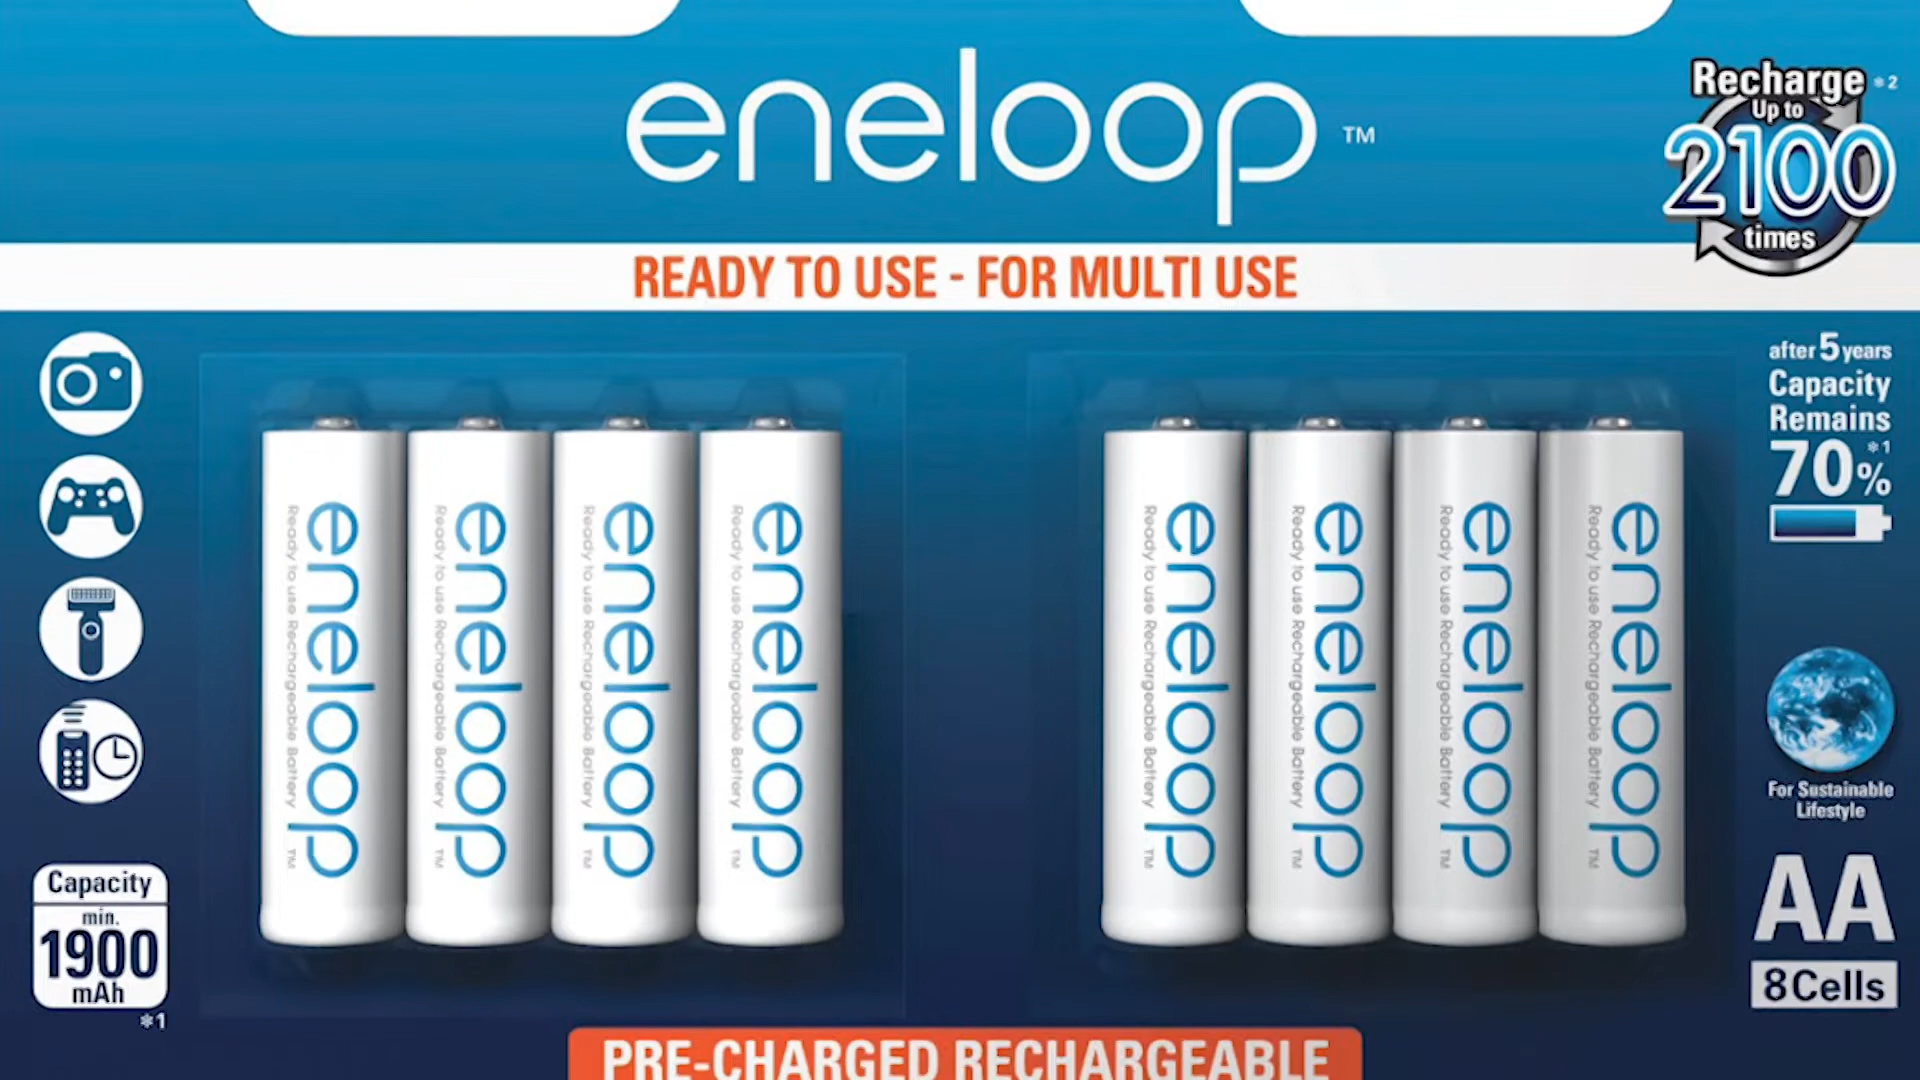 eneloop™
Recharge *2
Up to
2100
times
READY TO USE - FOR MULTI USE
after 5 years
Capacity
Remains
70% *1
For Sustainable
Lifestyle
AA
8Cells
Capacity
min.
1900
mAh
*1
eneloop
Ready to use Rechargeable Battery ™
eneloop
Ready to use Rechargeable Battery ™
eneloop
Ready to use Rechargeable Battery ™
eneloop
Ready to use Rechargeable Battery ™
eneloop
Ready to use Rechargeable Battery ™
eneloop
Ready to use Rechargeable Battery ™
eneloop
Ready to use Rechargeable Battery ™
eneloop
Ready to use Rechargeable Battery ™
PRE-CHARGED RECHARGEABLE